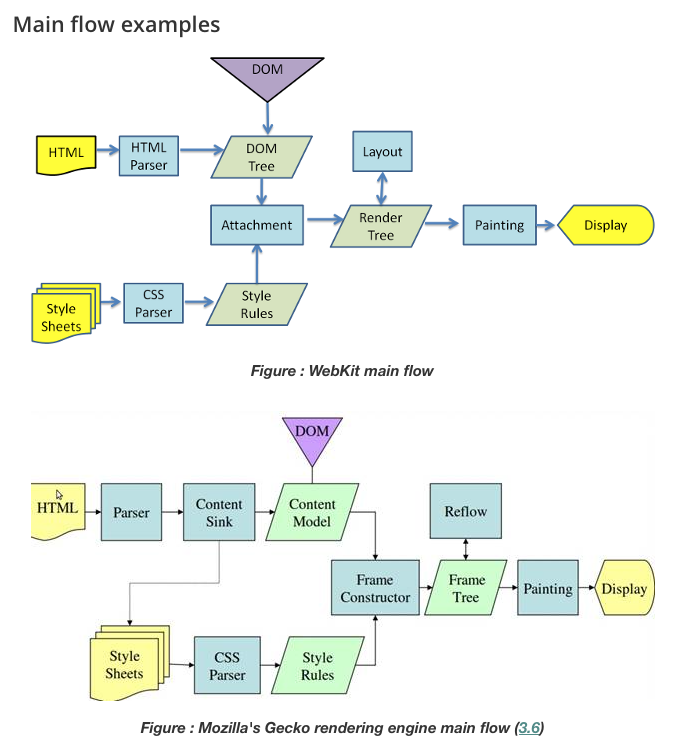 Main flow examples
DOM
HTML
HTML
Parser
DOM
Tree
Layout
Attachment
Render
Tree
Painting
Display
Style
Sheets
CSS
Parser
Style
Rules
Figure : WebKit main flow
DOM
HTML
Parser
Content
Sink
Content
Model
Reflow
Frame
Constructor
Frame
Tree
Painting
Display
Style
Sheets
CSS
Parser
Style
Rules
Figure : Mozilla's Gecko rendering engine main flow (3.6)